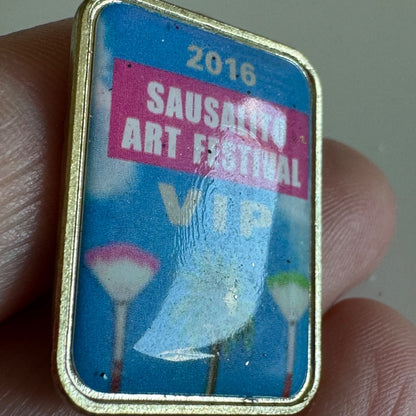 2016
SAUSALITO
ART FESTIVAL
VIP